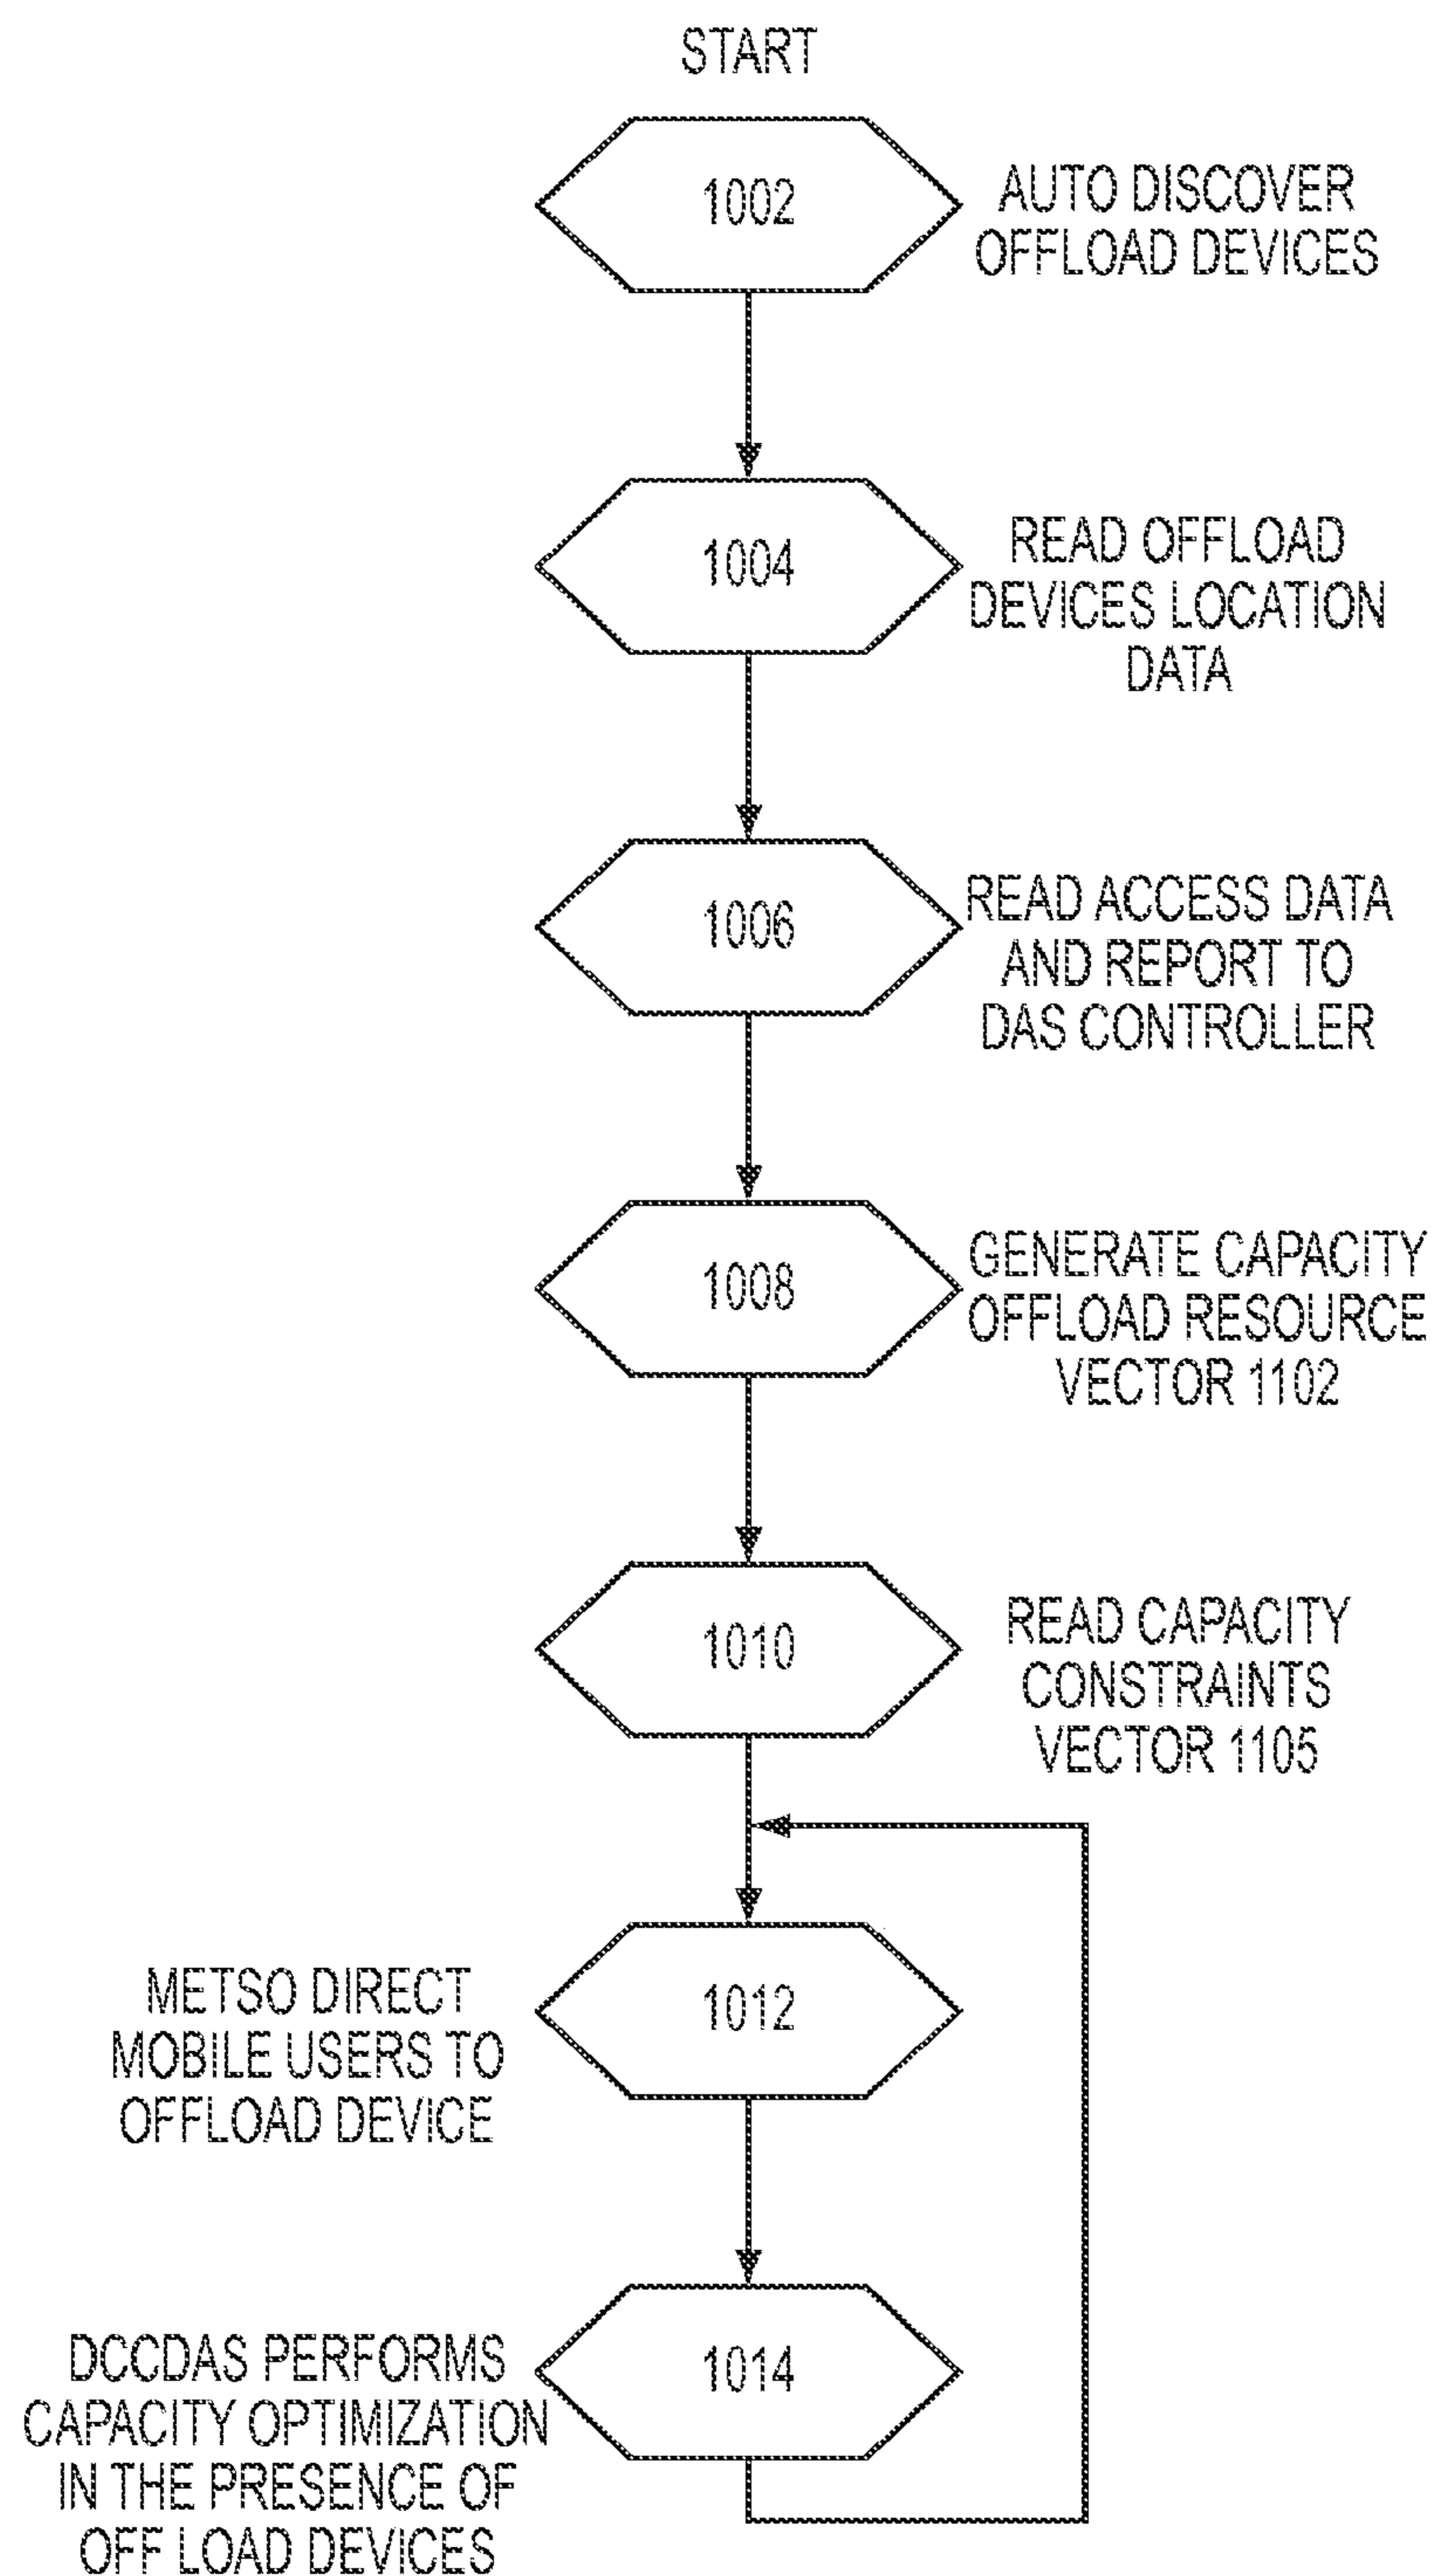 START
1002
AUTO DISCOVER
OFFLOAD DEVICES
1004
READ OFFLOAD
DEVICES LOCATION
DATA
1006
READ ACCESS DATA
AND REPORT TO
DAS CONTROLLER
1008
GENERATE CAPACITY
OFFLOAD RESOURCE
VECTOR 1102
1010
READ CAPACITY
CONSTRAINTS
VECTOR 1105
METSO DIRECT
MOBILE USERS TO
OFFLOAD DEVICE
1012
DCCDAS PERFORMS
CAPACITY OPTIMIZATION
IN THE PRESENCE OF
OFF LOAD DEVICES
1014